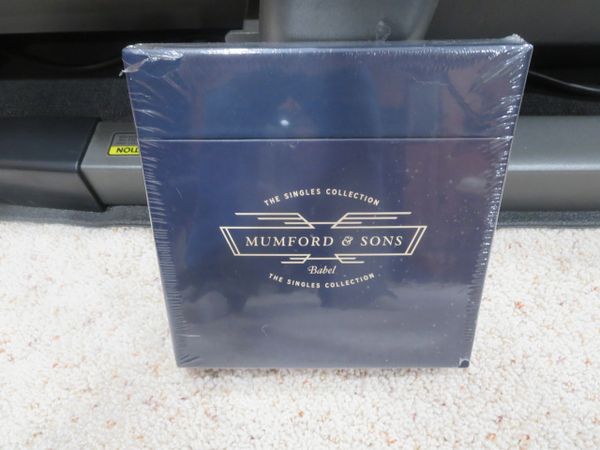 THE SINGLES COLLECTION
MUMFORD & SONS
Babel
THE SINGLES COLLECTION